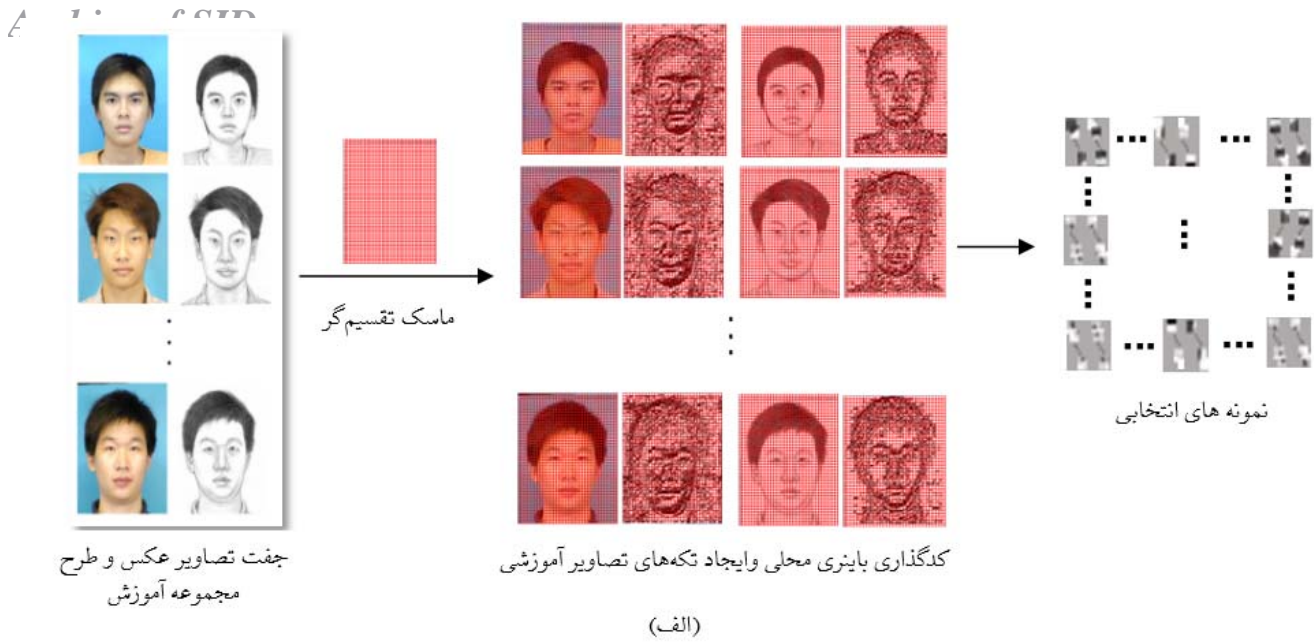 Archive of SID
ماسک تقسیم‌گر
نمونه های انتخابی
جفت تصاویر عکس و طرح
مجموعه آموزش
کدگذاری باینری محلی وایجاد تکه‌های تصاویر آموزشی
(الف)